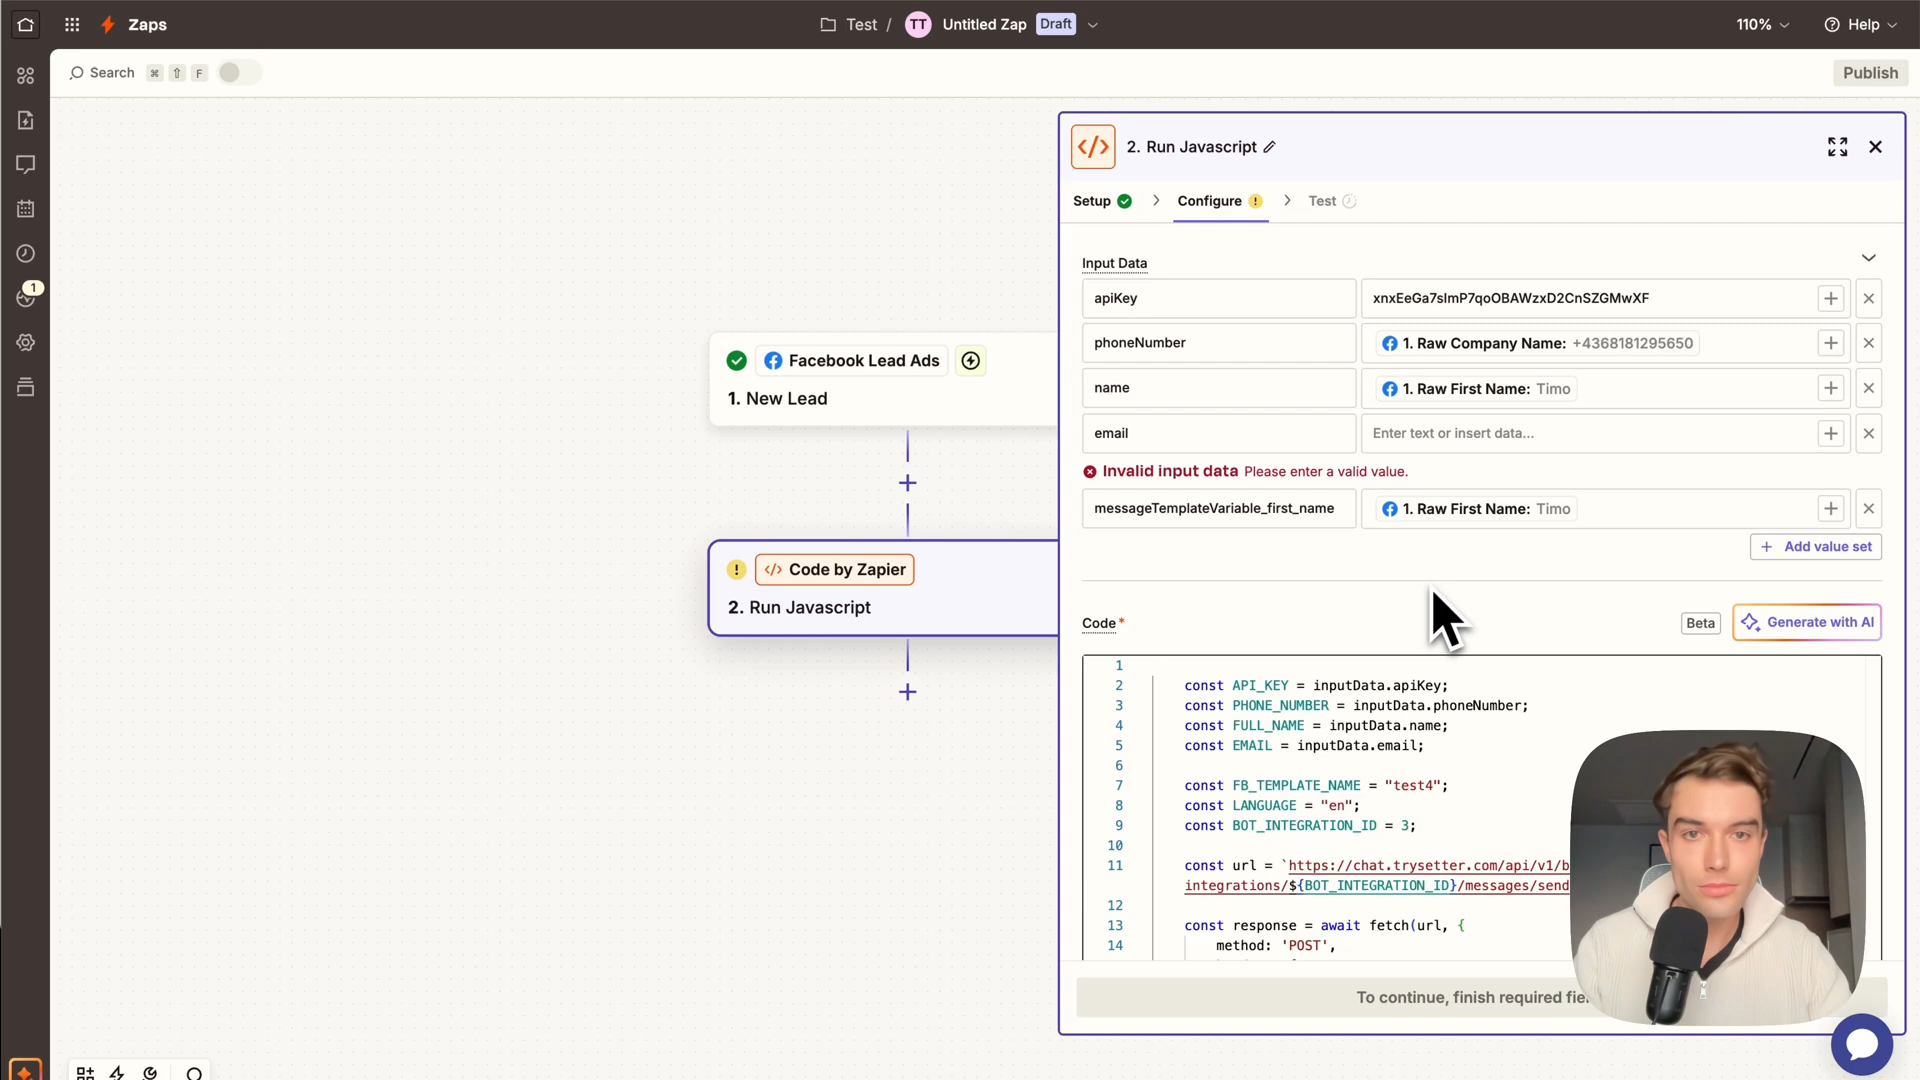 Zaps
Test / TT Untitled Zap Draft
110%
Help
Search ⌘ ⇧ F
Publish
2. Run Javascript
Setup
Configure
Test
Input Data
apiKey
xnxEeGa7sImP7qoOBAWzxD2CnSZGMwXF
phoneNumber
1. Raw Company Name: +4368181295650
name
1. Raw First Name: Timo
email
Enter text or insert data...
Invalid input data Please enter a valid value.
messageTemplateVariable_first_name
1. Raw First Name: Timo
+ Add value set
Code*
Beta
Generate with AI
1
2 const API_KEY = inputData.apiKey;
3 const PHONE_NUMBER = inputData.phoneNumber;
4 const FULL_NAME = inputData.name;
5 const EMAIL = inputData.email;
6
7 const FB_TEMPLATE_NAME = "test4";
8 const LANGUAGE = "en";
9 const BOT_INTEGRATION_ID = 3;
10
11 const url = `https://chat.trysetter.com/api/v1/b
integrations/${BOT_INTEGRATION_ID}/messages/send
12
13 const response = await fetch(url, {
14 method: 'POST',
To continue, finish required fie
1
Facebook Lead Ads
1. New Lead
</> Code by Zapier
2. Run Javascript